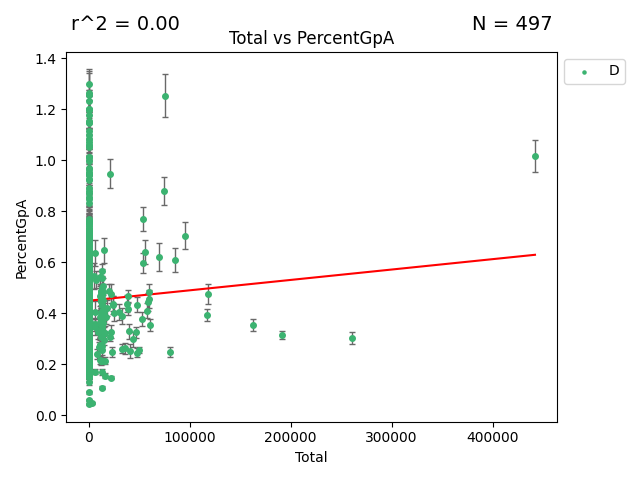 r^2 = 0.00
N = 497
Total vs PercentGpA
D
PercentGpA
1.4
1.2
1.0
0.8
0.6
0.4
0.2
0.0
0
100000
200000
300000
400000
Total